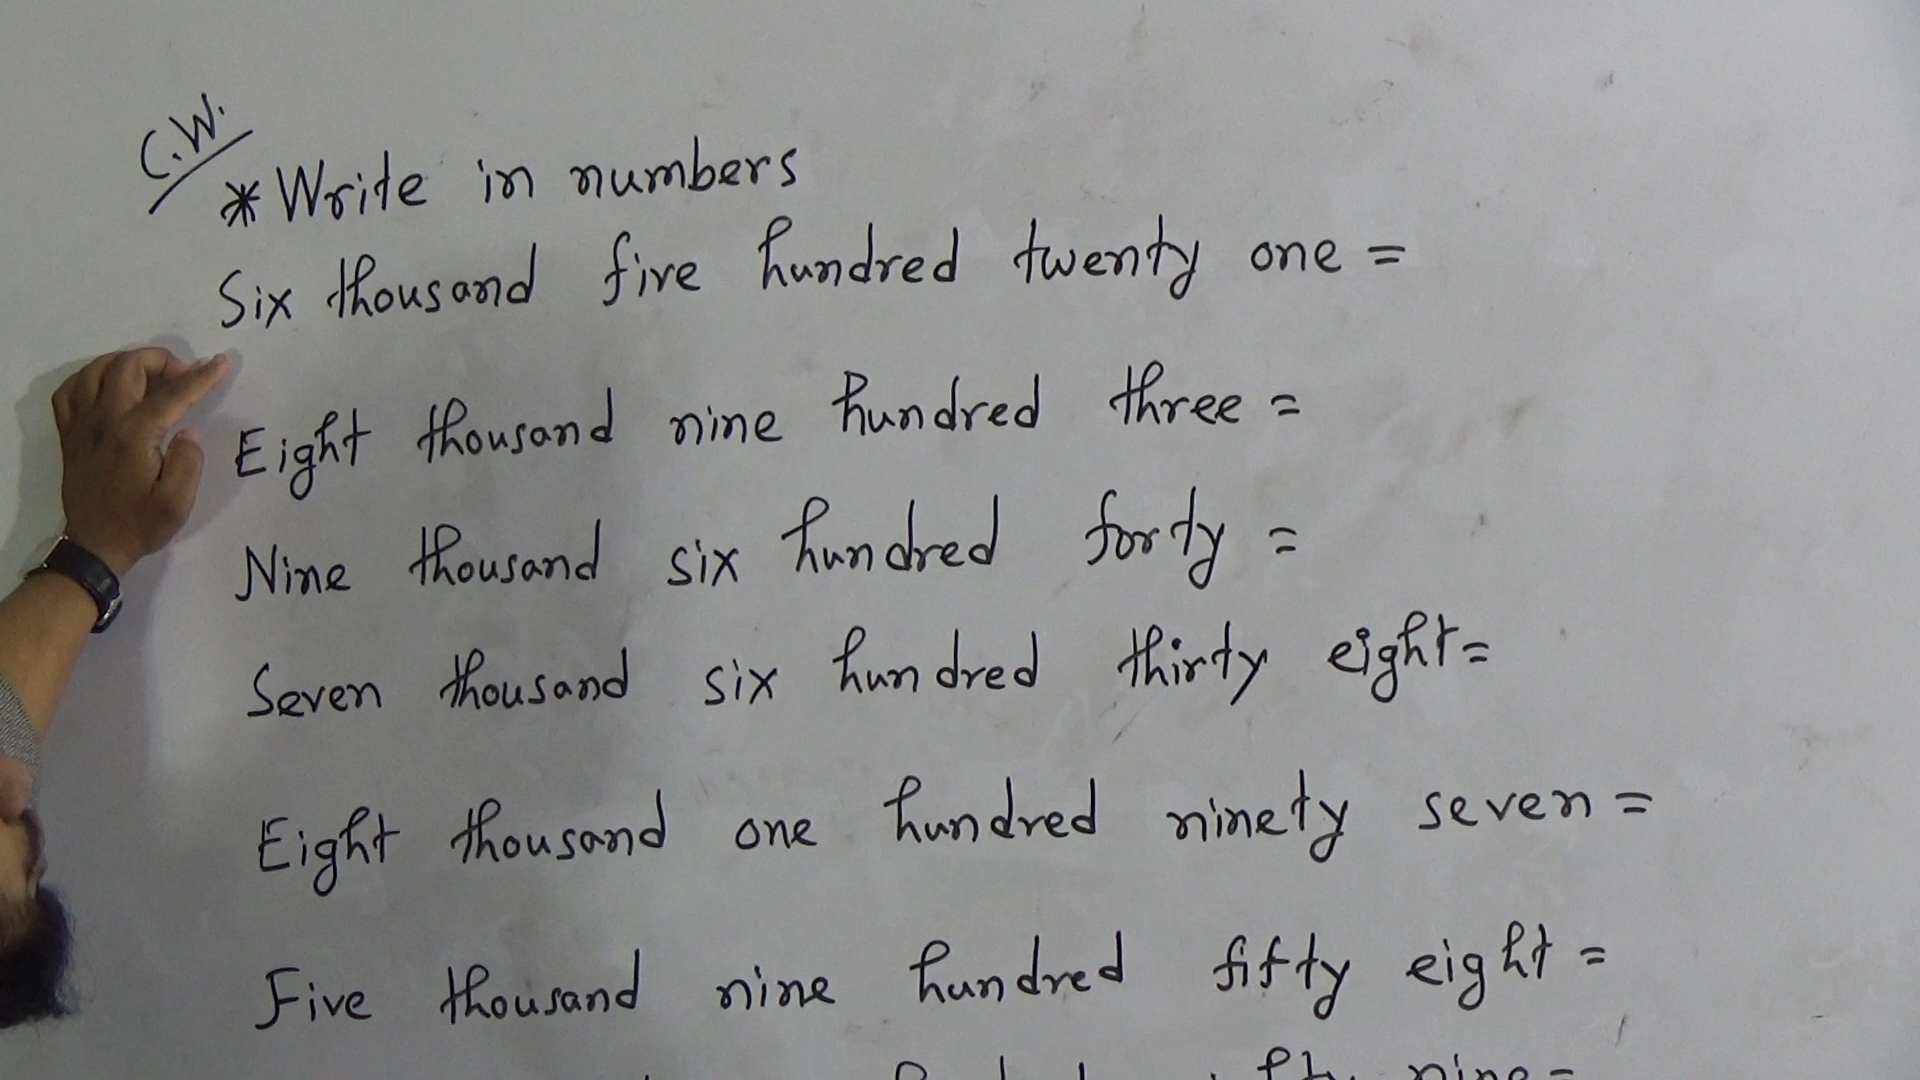 C.W.
* Write in numbers
Six thousand five hundred twenty one =
Eight thousand nine hundred three =
Nine thousand six hundred forty =
Seven thousand six hundred thirty eight=
Eight thousand one hundred ninety seven =
Five thousand nine hundred fifty eight =
nine=